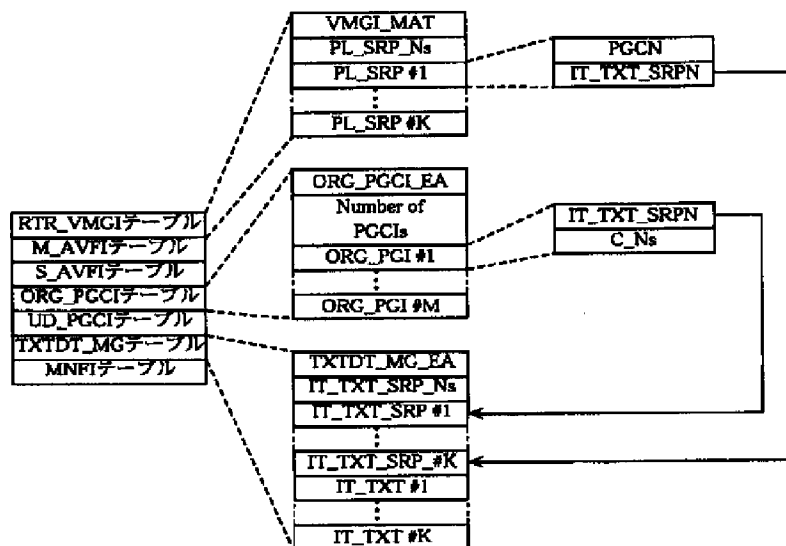 RTR_VMGIテーブル
M_AVFIテーブル
S_AVFIテーブル
ORG_PGCIテーブル
UD_PGCIテーブル
TXTDT_MGテーブル
MNFIテーブル
VMGI_MAT
PL_SRP_Ns
PL_SRP #1
PL_SRP #K
PGCN
IT_TXT_SRPN
ORG_PGCI_EA
Number of
PGCIs
ORG_PGI #1
ORG_PGI #M
IT_TXT_SRPN
C_Ns
TXTDT_MG_EA
IT_TXT_SRP_Ns
IT_TXT_SRP #1
IT_TXT_SRP_#K
IT_TXT #1
IT_TXT #K